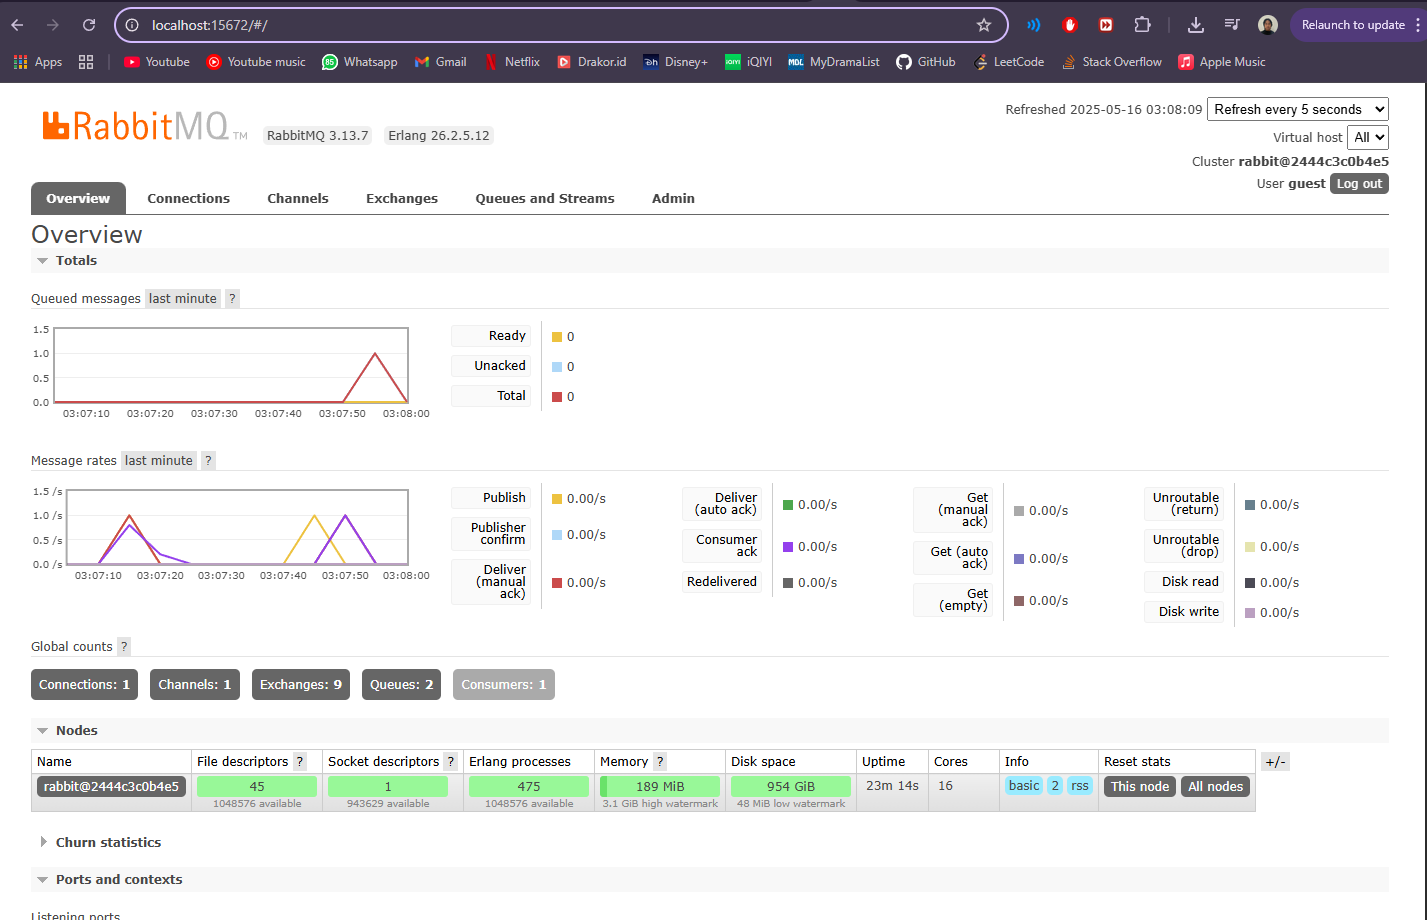 localhost:15672/#/
Relaunch to update
Apps
Youtube
Youtube music
85 Whatsapp
Gmail
Netflix
Drakor.id
Disney+
iQIYI iQIYI
MDL MyDramaList
GitHub
LeetCode
Stack Overflow
Apple Music
Refreshed 2025-05-16 03:08:09 Refresh every 5 seconds
RabbitMQ TM RabbitMQ 3.13.7 Erlang 26.2.5.12
Virtual host All
Cluster rabbit@2444c3c0b4e5
User guest Log out
Overview Connections Channels Exchanges Queues and Streams Admin
Overview
Totals
Queued messages last minute ?
1.5
1.0
0.5
0.0
03:07:10 03:07:20 03:07:30 03:07:40 03:07:50 03:08:00
Ready 0
Unacked 0
Total 0
Message rates last minute ?
1.5 /s
1.0 /s
0.5 /s
0.0 /s
03:07:10 03:07:20 03:07:30 03:07:40 03:07:50 03:08:00
Publish 0.00/s
Publisher
confirm 0.00/s
Deliver
(manual
ack) 0.00/s
Deliver
(auto ack) 0.00/s
Consumer
ack 0.00/s
Redelivered 0.00/s
Get
(manual
ack) 0.00/s
Get (auto
ack) 0.00/s
Get
(empty) 0.00/s
Unroutable
(return) 0.00/s
Unroutable
(drop) 0.00/s
Disk read 0.00/s
Disk write 0.00/s
Global counts ?
Connections: 1 Channels: 1 Exchanges: 9 Queues: 2 Consumers: 1
Nodes
Name File descriptors ? Socket descriptors ? Erlang processes Memory ? Disk space Uptime Cores Info Reset stats +/-
rabbit@2444c3c0b4e5 45 1 475 189 MiB 954 GiB 23m 14s 16 basic 2 rss This node All nodes
1048576 available 943629 available 1048576 available 3.1 GiB high watermark 48 MiB low watermark
Churn statistics
Ports and contexts
Listening ports